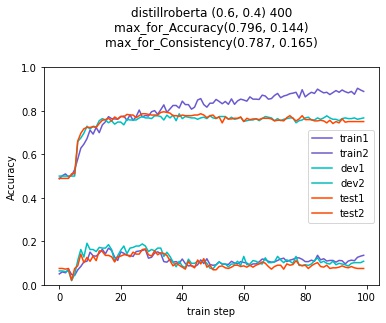 distillroberta (0.6, 0.4) 400
max_for_Accuracy(0.796, 0.144)
max_for_Consistency(0.787, 0.165)
1.0
0.8
0.6
0.4
0.2
0.0
Accuracy
train1
train2
dev1
dev2
test1
test2
0
20
40
60
80
100
train step